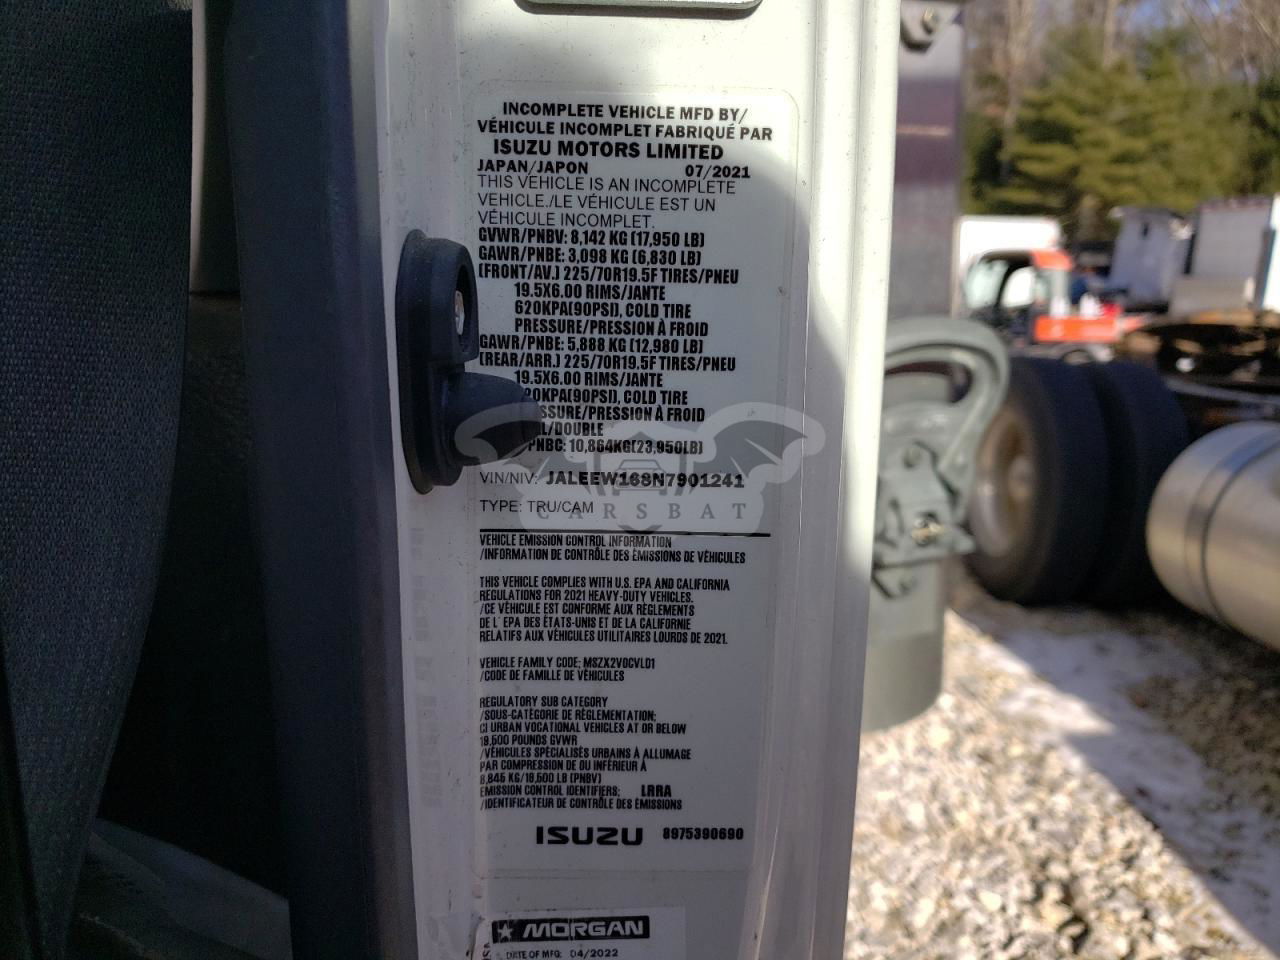 INCOMPLETE VEHICLE MFD BY/
VÉHICULE INCOMPLET FABRIQUÉ PAR
ISUZU MOTORS LIMITED
JAPAN/JAPON 07/2021
THIS VEHICLE IS AN INCOMPLETE
VEHICLE./LE VÉHICULE EST UN
VÉHICULE INCOMPLET.
GVWR/PNBV: 8,142 KG(17,950 LB)
GAWR/PNBE: 3,098 KG (6,830 LB)
(FRONT/AV.) 225/70R19.5F TIRES/PNEU
19.5X6.00 RIMS/JANTE
620KPA(90PSI), COLD TIRE
PRESSURE/PRESSION À FROID
GAWR/PNBE: 5,888 KG (12,980 LB)
(REAR/ARR.) 225/70R19.5F TIRES/PNEU
19.5X6.00 RIMS/JANTE
20KPA(90PSI), COLD TIRE
SSURE/PRESSION À FROID
L/DOUBLE
PNBC: 10,864KG(23,950LB)
VIN/NIV: JALEEW168N7901241
TYPE: TRU/CAM
CARSBAT
VEHICLE EMISSION CONTROL INFORMATION
/INFORMATION DE CONTRÔLE DES ÉMISSIONS DE VÉHICULES
THIS VEHICLE COMPLIES WITH U.S. EPA AND CALIFORNIA
REGULATIONS FOR 2021 HEAVY-DUTY VEHICLES.
/CE VÉHICULE EST CONFORME AUX RÈGLEMENTS
DE L'EPA DES ÉTATS-UNIS ET DE LA CALIFORNIE
RELATIFS AUX VÉHICULES UTILITAIRES LOURDS DE 2021.
VEHICLE FAMILY CODE; MSZX2VOCVLD1
/CODE DE FAMILLE DE VÉHICULES
REGULATORY SUB CATEGORY
/SOUS-CATÉGORIE DE RÉGLEMENTATION;
CI URBAN VOCATIONAL VEHICLES AT OR BELOW
19,500 POUNDS GVWR
/VÉHICULES SPÉCIALISÉS URBAINS À ALLUMAGE
PAR COMPRESSION DE OU INFÉRIEUR À
8,845 KG/19,500 LB (PNBV)
EMISSION CONTROL IDENTIFIERS; LRRA
/IDENTIFICATEUR DE CONTRÔLE DES ÉMISSIONS
ISUZU 8975390690
MORGAN
DATE OF MFG: 04/2022